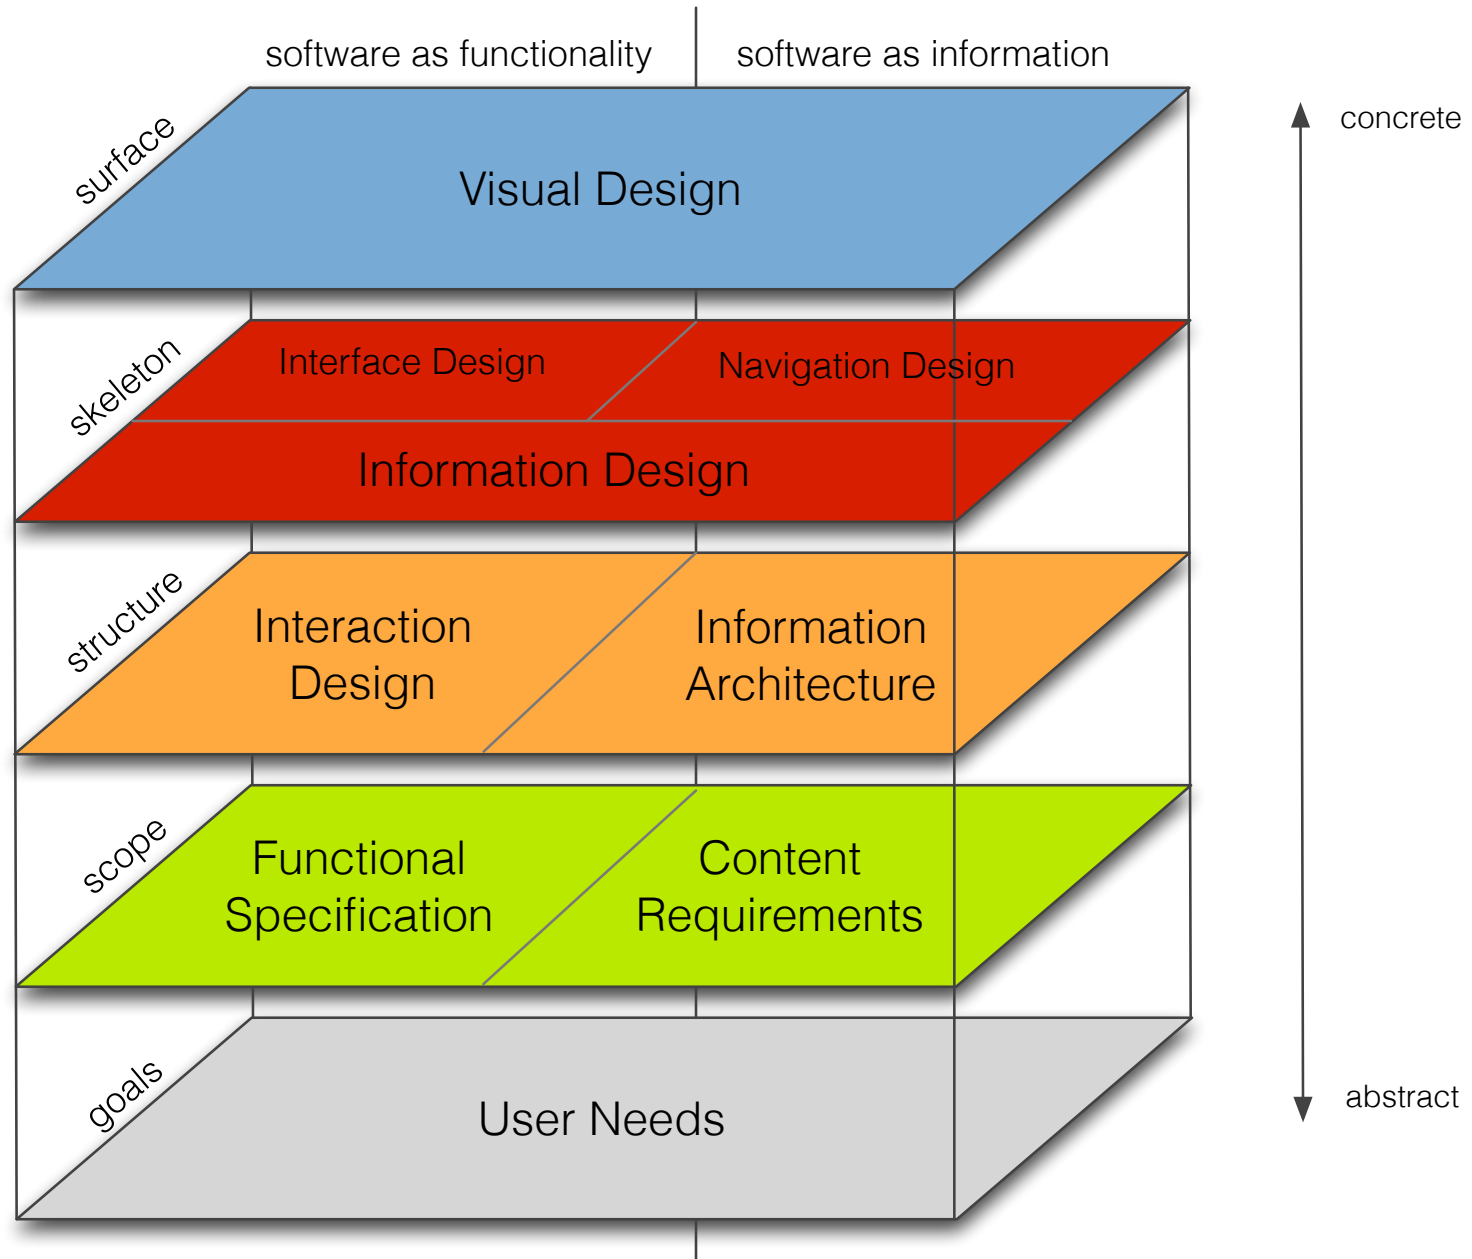 software as functionality
software as information
concrete
surface
Visual Design
skeleton
Interface Design
Navigation Design
Information Design
structure
Interaction
Design
Information
Architecture
scope
Functional
Specification
Content
Requirements
goals
User Needs
abstract